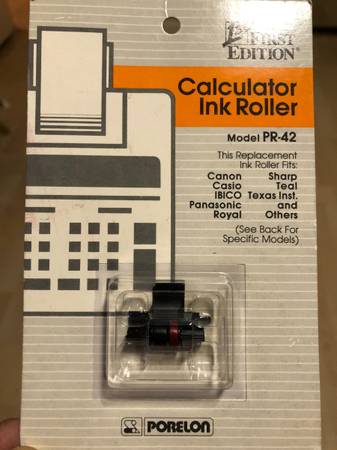 1st FIRST
EDITION®
Calculator
Ink Roller
Model PR-42
This Replacement
Ink Roller Fits:
Canon Sharp
Casio Teal
IBICO Texas Inst.
Panasonic and
Royal Others
(See Back For
Specific Models)
PORELON